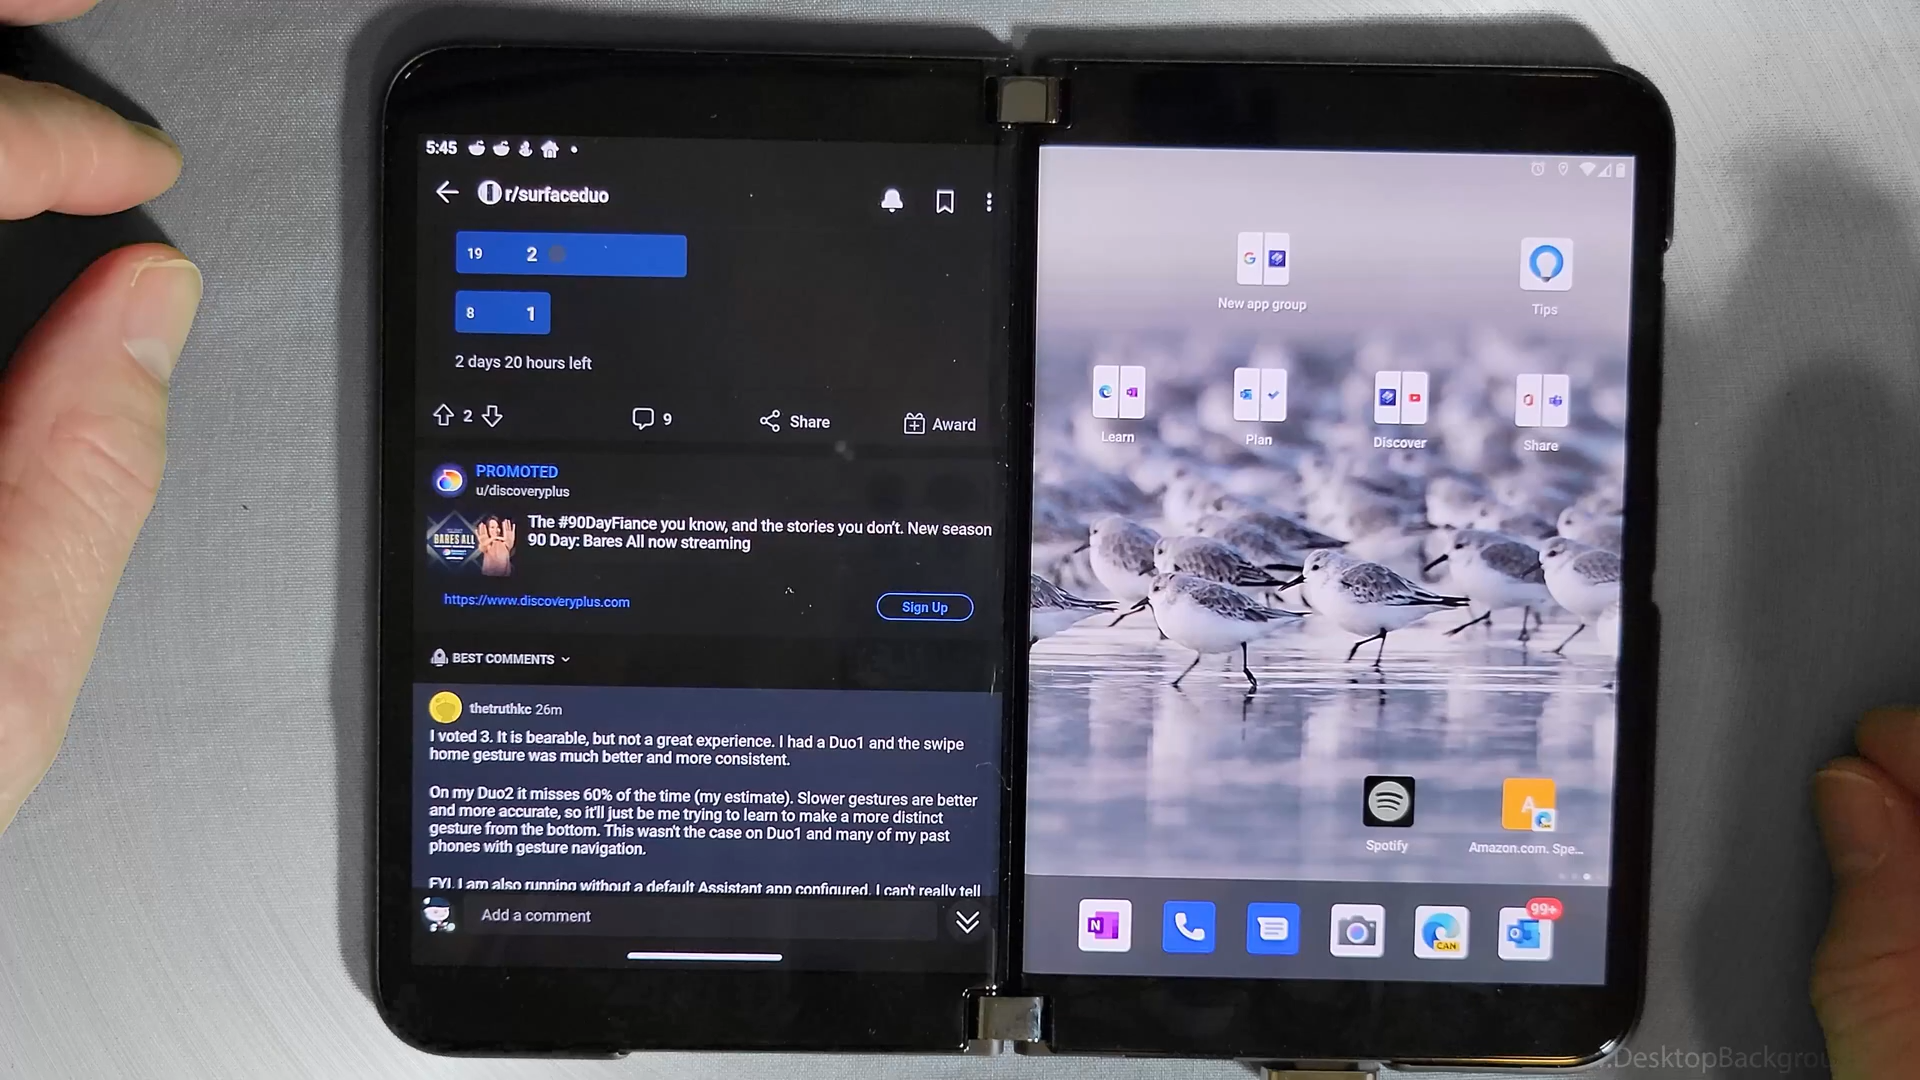 5:45
r/surfaceduo
19 2
8 1
2 days 20 hours left
2
9
Share
Award
PROMOTED
u/discoveryplus
BARES ALL
The #90DayFiance you know, and the stories you don't. New season
90 Day: Bares All now streaming
https://www.discoveryplus.com
Sign Up
BEST COMMENTS
thetruthkc 26m
I voted 3. It is bearable, but not a great experience. I had a Duo1 and the swipe
home gesture was much better and more consistent.
On my Duo2 it misses 60% of the time (my estimate). Slower gestures are better
and more accurate, so it'll just be me trying to learn to make a more distinct
gesture from the bottom. This wasn't the case on Duo1 and many of my past
phones with gesture navigation.
FYI, I am also running without a default Assistant app configured. I can't really tell
Add a comment
New app group
Tips
Learn
Plan
Discover
Share
Spotify
A
Amazon.com. Spe...
N
CAN
99+
DesktopBackgrou